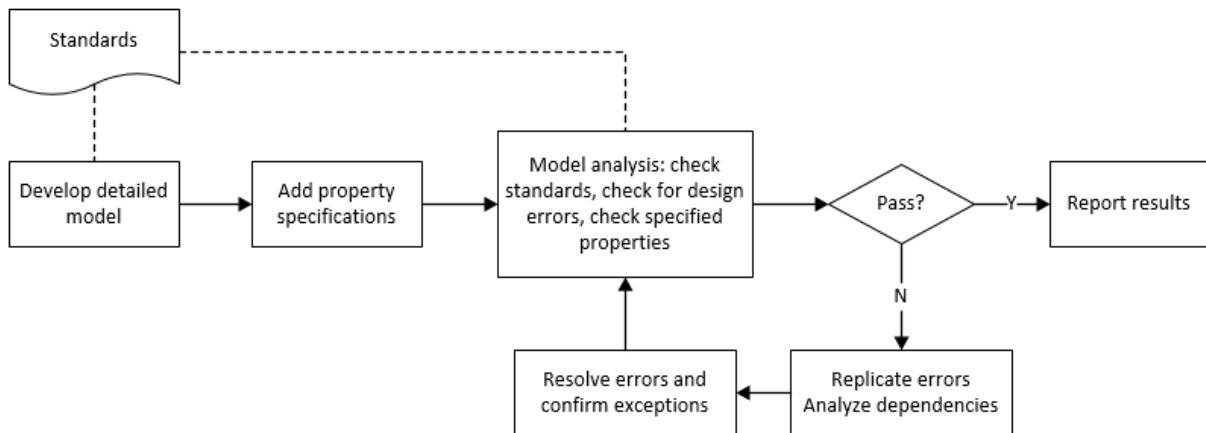 Standards
Develop detailed
model
Add property
specifications
Model analysis: check
standards, check for design
errors, check specified
properties
Pass?
Y
Report results
N
Resolve errors and
confirm exceptions
Replicate errors
Analyze dependencies